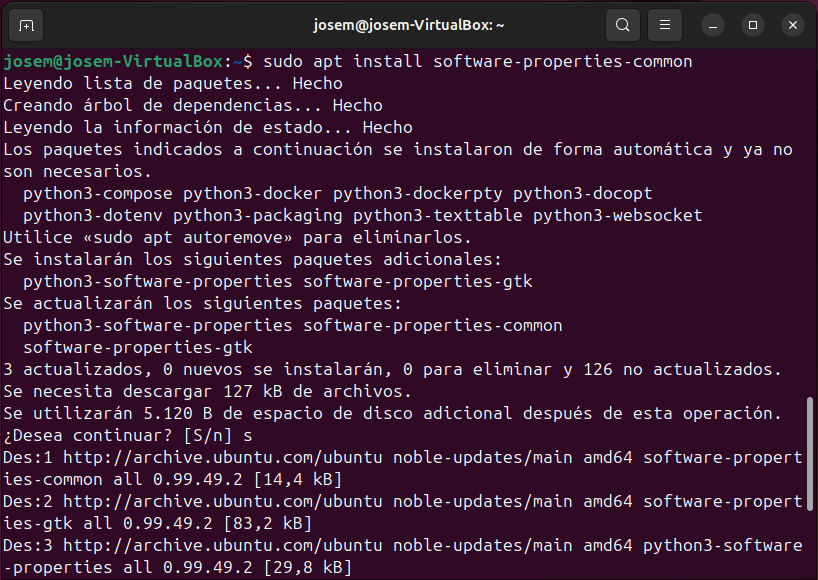 josem@josem-VirtualBox: ~
josem@josem-VirtualBox:~$ sudo apt install software-properties-common
Leyendo lista de paquetes... Hecho
Creando árbol de dependencias... Hecho
Leyendo la información de estado... Hecho
Los paquetes indicados a continuación se instalaron de forma automática y ya no
son necesarios.
  python3-compose python3-docker python3-dockerpty python3-docopt
  python3-dotenv python3-packaging python3-texttable python3-websocket
Utilice «sudo apt autoremove» para eliminarlos.
Se instalarán los siguientes paquetes adicionales:
  python3-software-properties software-properties-gtk
Se actualizarán los siguientes paquetes:
  python3-software-properties software-properties-common
  software-properties-gtk
3 actualizados, 0 nuevos se instalarán, 0 para eliminar y 126 no actualizados.
Se necesita descargar 127 kB de archivos.
Se utilizarán 5.120 B de espacio de disco adicional después de esta operación.
¿Desea continuar? [S/n] s
Des:1 http://archive.ubuntu.com/ubuntu noble-updates/main amd64 software-propert
ies-common all 0.99.49.2 [14,4 kB]
Des:2 http://archive.ubuntu.com/ubuntu noble-updates/main amd64 software-propert
ies-gtk all 0.99.49.2 [83,2 kB]
Des:3 http://archive.ubuntu.com/ubuntu noble-updates/main amd64 python3-software
-properties all 0.99.49.2 [29,8 kB]